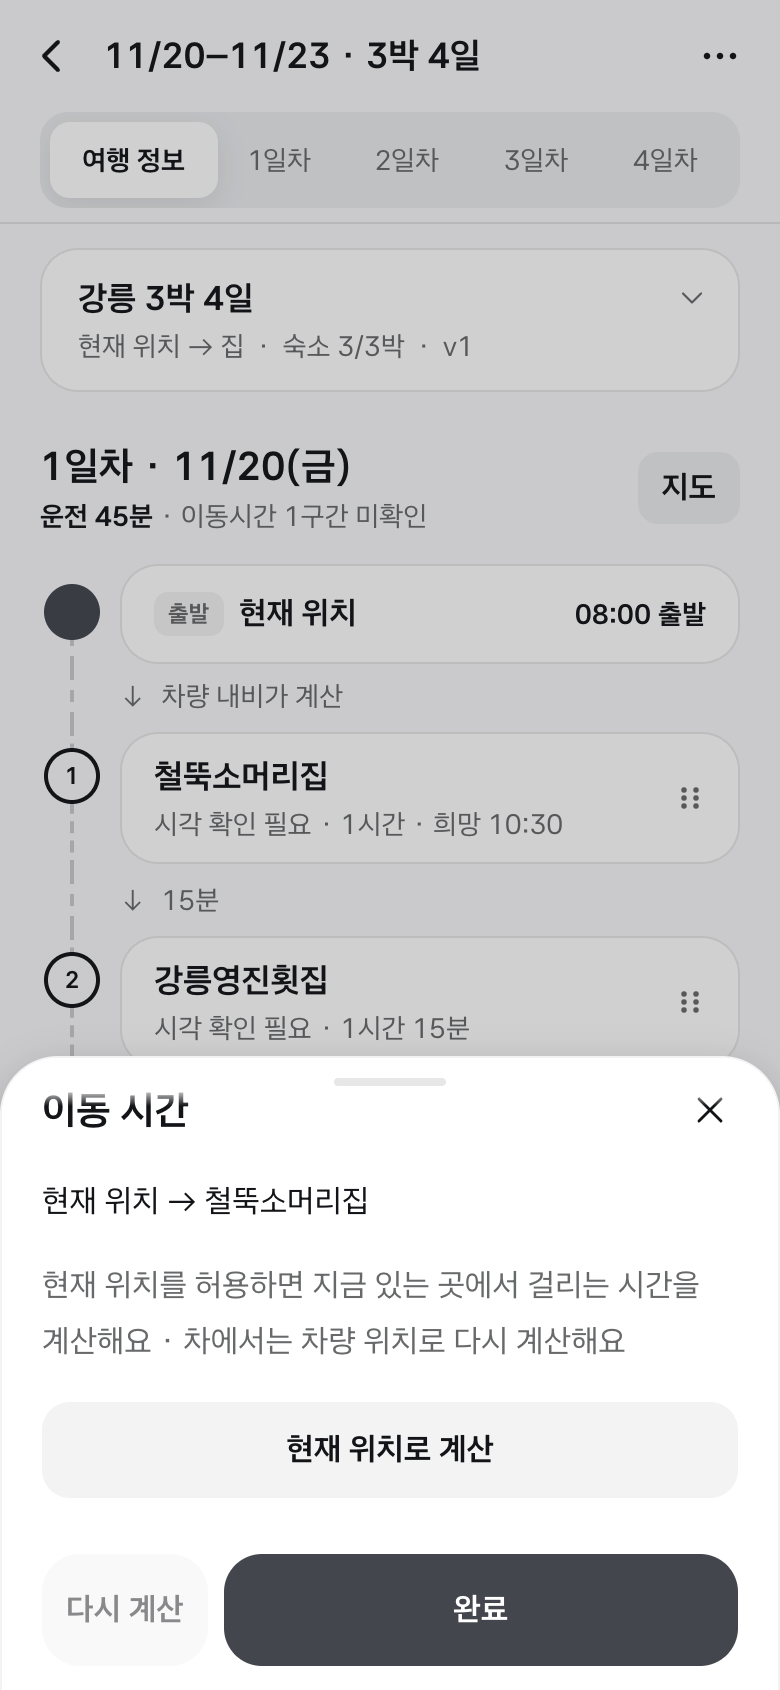 11/20–11/23 · 3박 4일
여행 정보 1일차 2일차 3일차 4일차
강릉 3박 4일
현재 위치 → 집 · 숙소 3/3박 · v1
1일차 · 11/20(금)
지도
운전 45분 · 이동시간 1구간 미확인
출발 현재 위치 08:00 출발
↓ 차량 내비가 계산
1 철뚝소머리집
시각 확인 필요 · 1시간 · 희망 10:30
↓ 15분
2 강릉영진횟집
시각 확인 필요 · 1시간 15분
이동 시간
현재 위치 → 철뚝소머리집
현재 위치를 허용하면 지금 있는 곳에서 걸리는 시간을
계산해요 · 차에서는 차량 위치로 다시 계산해요
현재 위치로 계산
다시 계산 완료